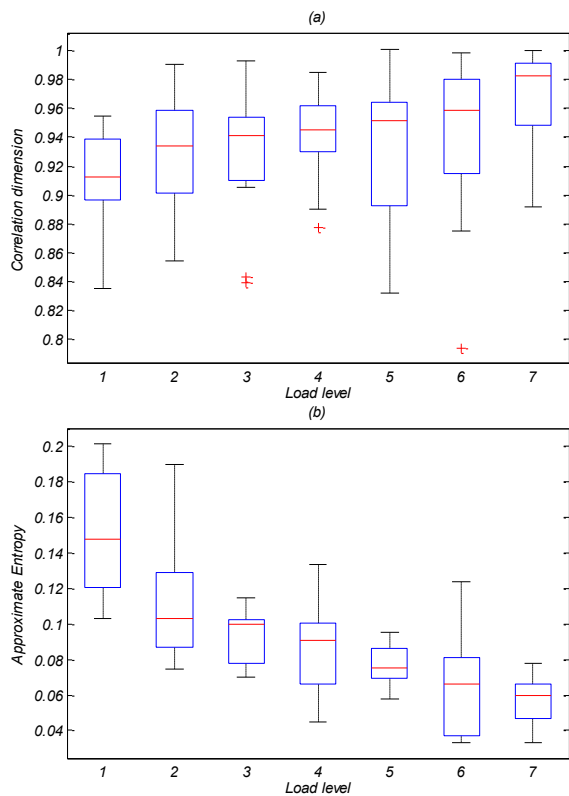 (a)
1
0.98
0.96
0.94
0.92
0.9
0.88
0.86
0.84
0.82
0.8
Correlation dimension
1 2 3 4 5 6 7
Load level
(b)
0.2
0.18
0.16
0.14
0.12
0.1
0.08
0.06
0.04
Approximate Entropy
1 2 3 4 5 6 7
Load level